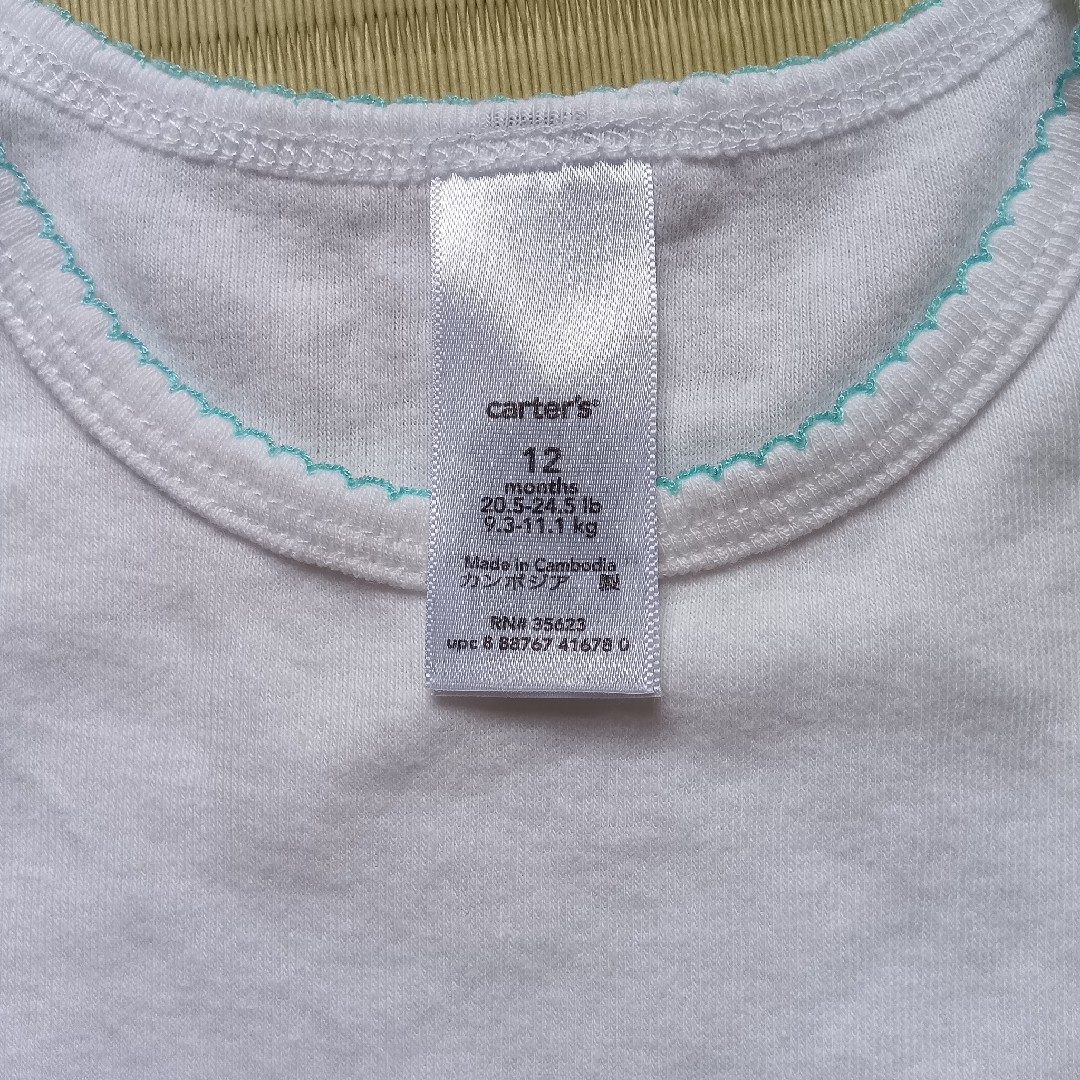 carter's®
12
months
20.5-24.5 lb
9.3-11.1 kg
Made in Cambodia
カンボジア 製
RN# 35623
upc 8 88767 41678 0